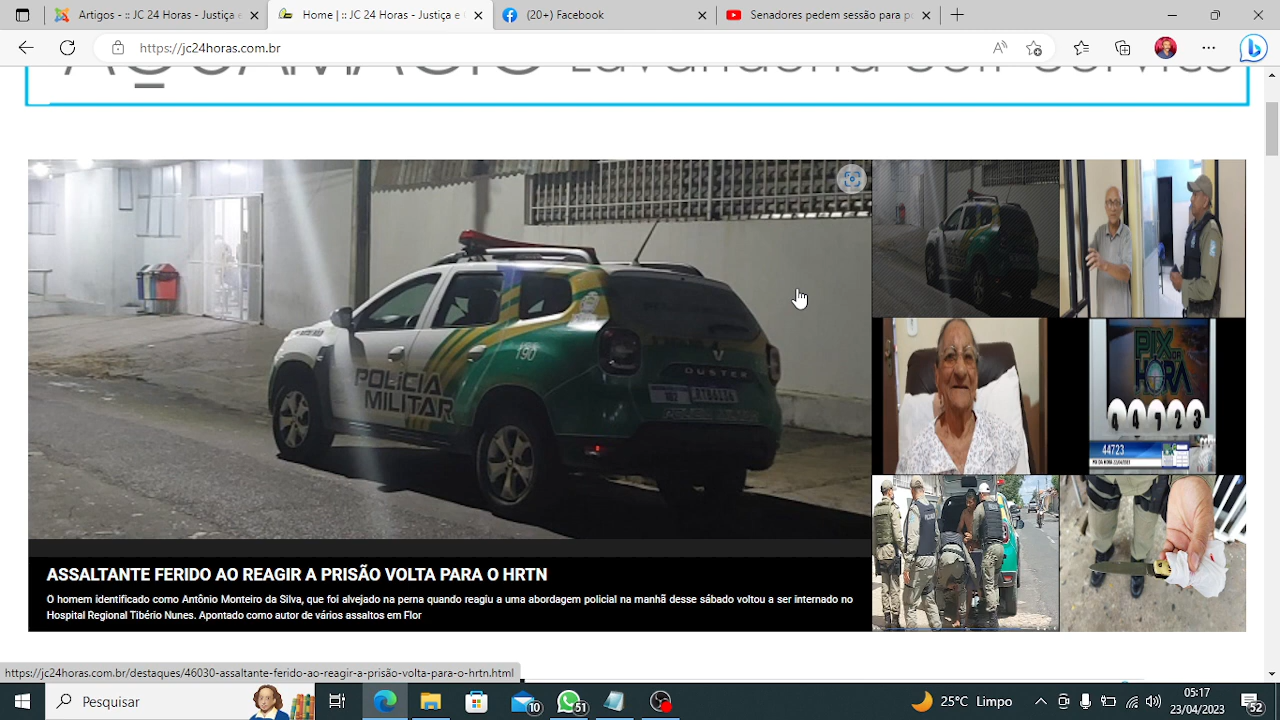 JC 24 Horas - Artigos
Home | JC 24 Horas - Justiça e
(20+) Facebook
Senadores pedem sessão para
https://jc24horas.com.br
190
POLÍCIA
MILITAR
DUSTER
POLÍCIA MILITAR
PIX DA
HORA
44723
44723
ASSALTANTE FERIDO AO REAGIR A PRISÃO VOLTA PARA O HRTN
O homem identificado como Antônio Monteiro da Silva, que foi alvejado na perna quando reagiu a uma abordagem policial na manhã desse sábado voltou a ser internado no
Hospital Regional Tibério Nunes. Apontado como autor de vários assaltos em Flor
https://jc24horas.com.br/destaques/46030-assaltante-ferido-ao-reagir-a-prisão-volta-para-o-hrtn.html
Pesquisar
10
51
25°C Limpo
05:17
23/04/2023
52